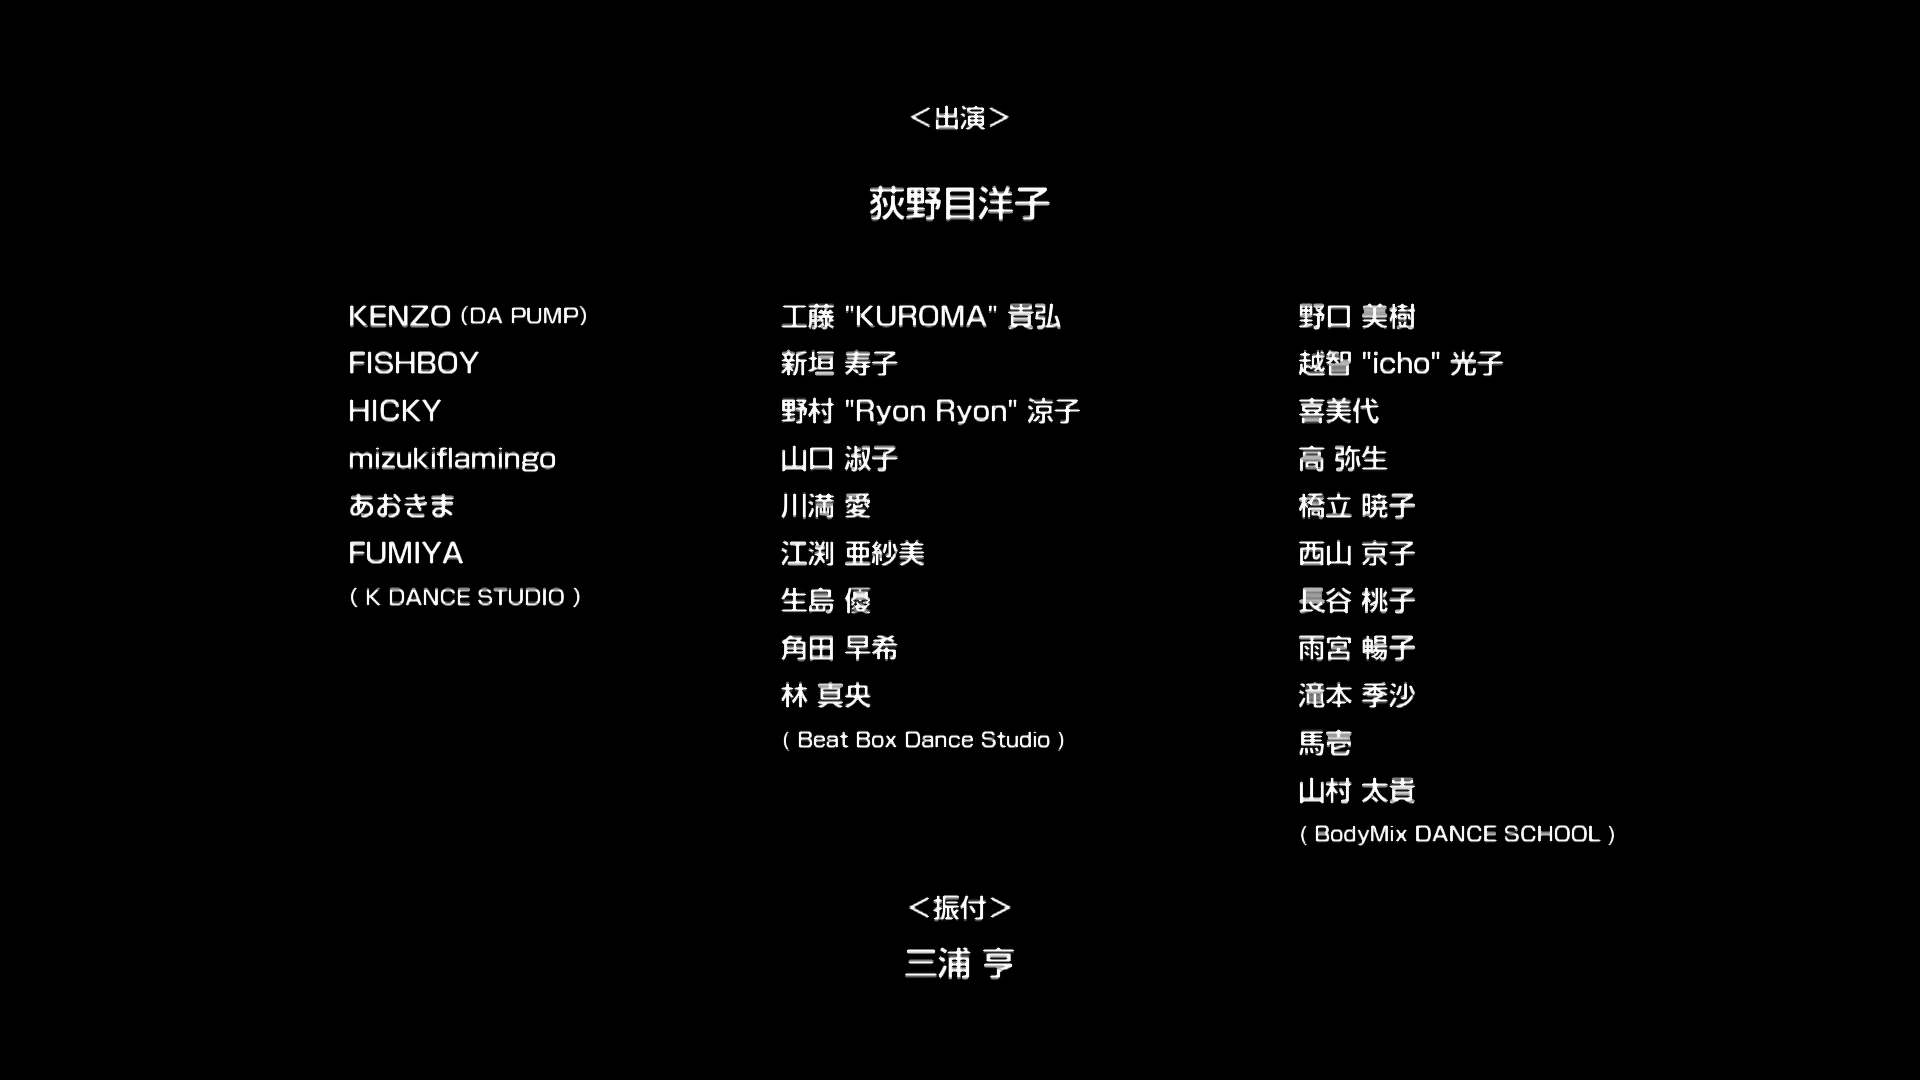 ＜出演＞
荻野目洋子
KENZO (DA PUMP)
FISHBOY
HICKY
mizukiflamingo
あおきま
FUMIYA
( K DANCE STUDIO )
工藤 "KUROMA" 貴弘
新垣 寿子
野村 "Ryon Ryon" 涼子
山口 淑子
川満 愛
江渕 亜紗美
生島 優
角田 早希
林 真央
( Beat Box Dance Studio )
野口 美樹
越智 "icho" 光子
喜美代
高 弥生
橋立 暁子
西山 京子
長谷 桃子
雨宮 暢子
滝本 季沙
馬壱
山村 太貴
( BodyMix DANCE SCHOOL )
＜振付＞
三浦 亨